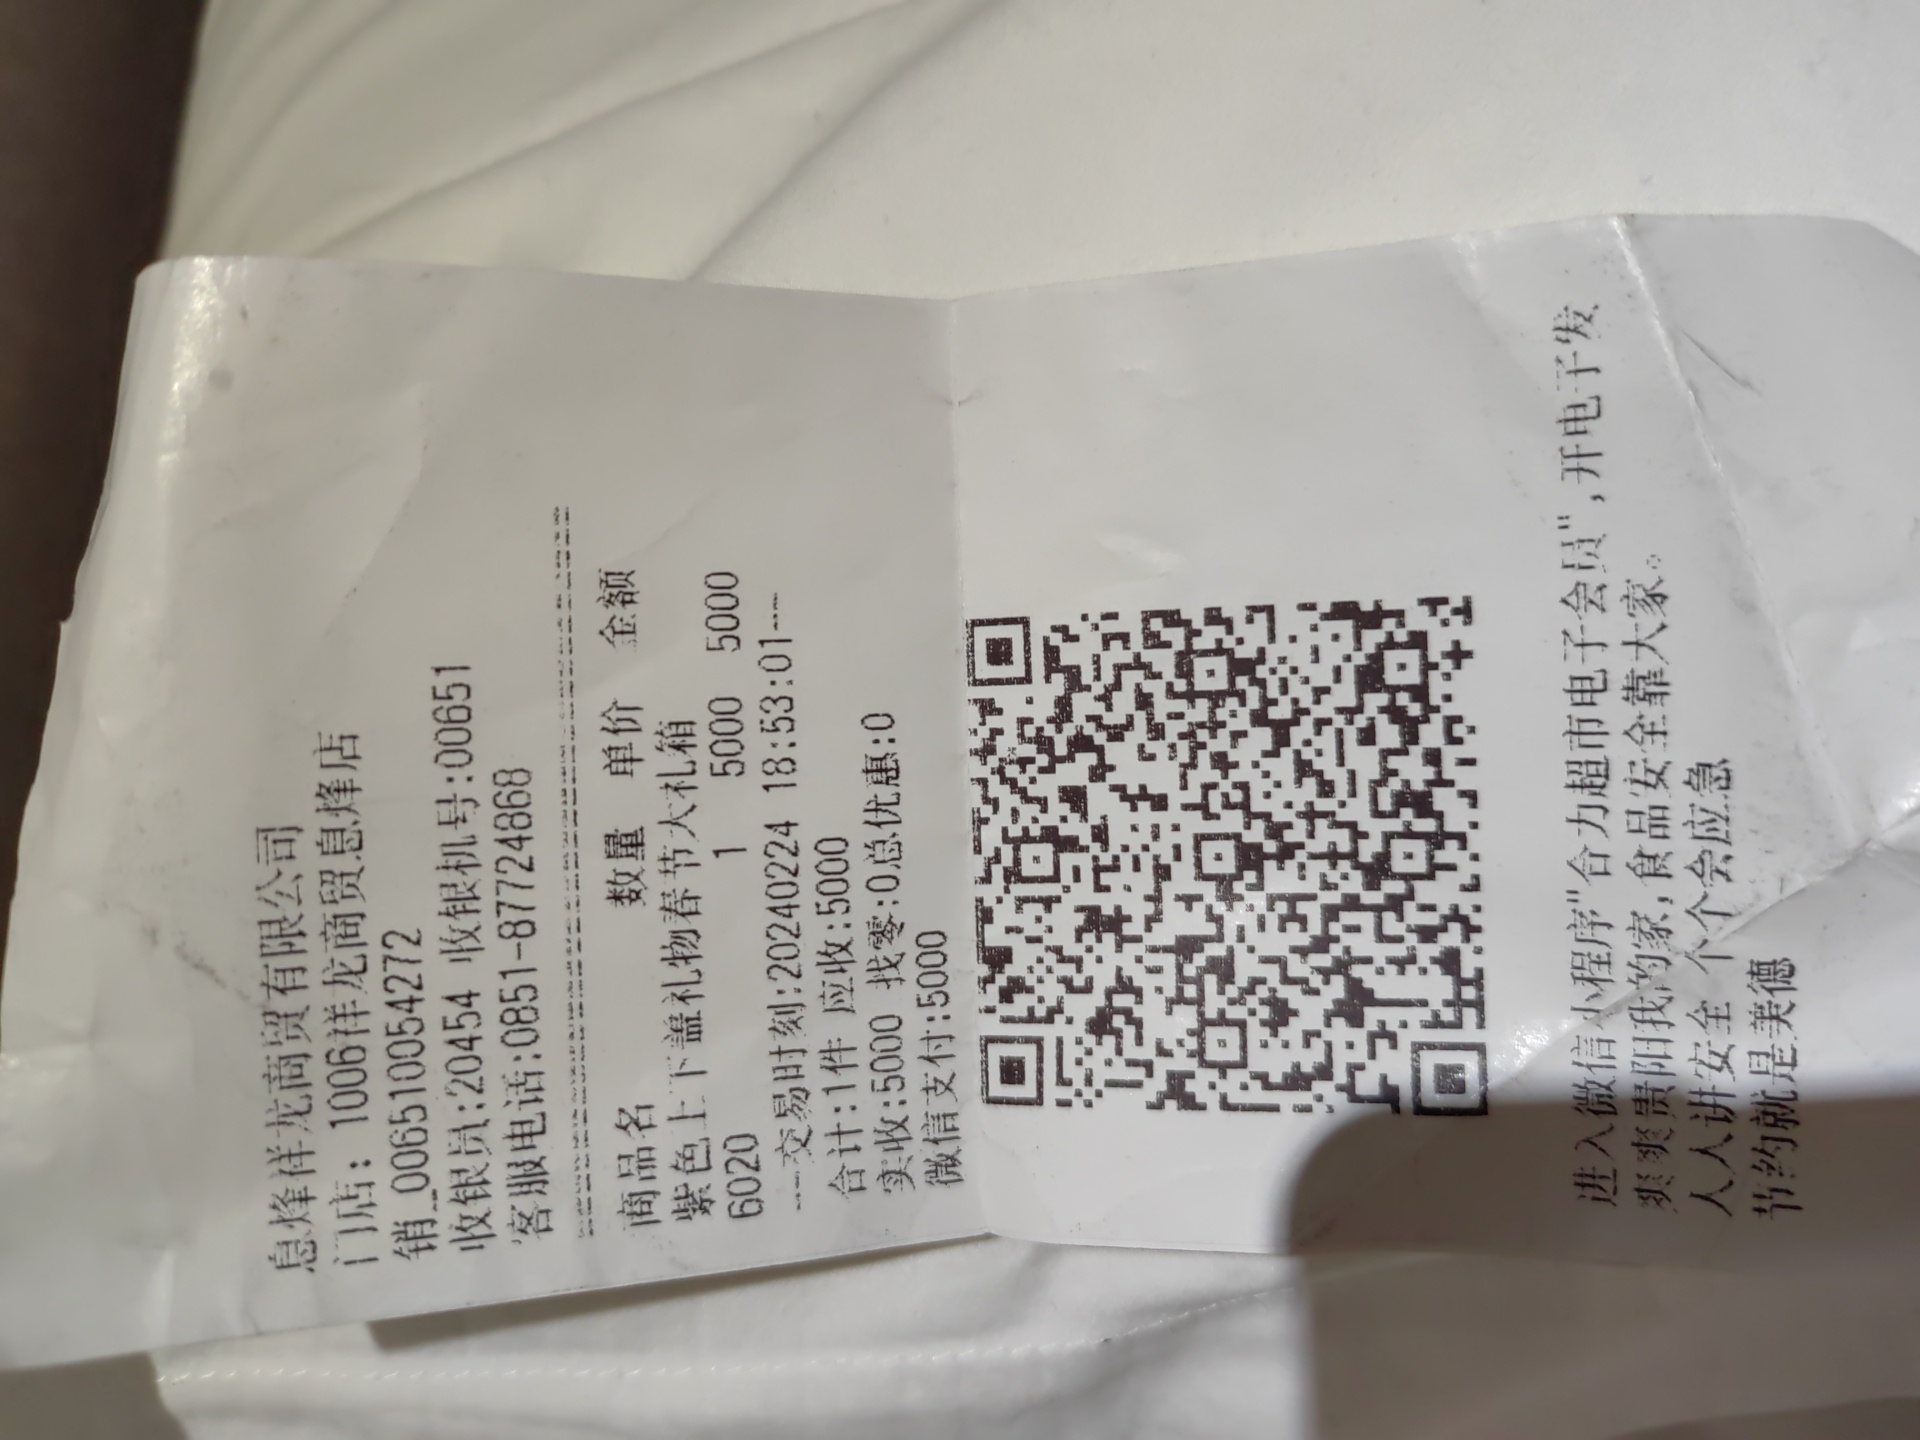 息烽祥龙商贸有限公司
门店: 1006祥龙商贸息烽店
销_006510054272
收银员:20454 收银机号:00651
客服电话:0851-87724868
商品名 数量 单价 金额
紫色上下盖礼物春节大礼箱
6020 1 5000 5000
---交易时刻:20240224 18:53:01--
合计:1件 应收:5000
实收:5000 找零:0总优惠:0
微信支付:5000
进入微信小程序"合力超市电子会员",开电子发
爽爽贵阳我的家,食品安全靠大家。
人人讲安全 个个会应急
节约就是美德